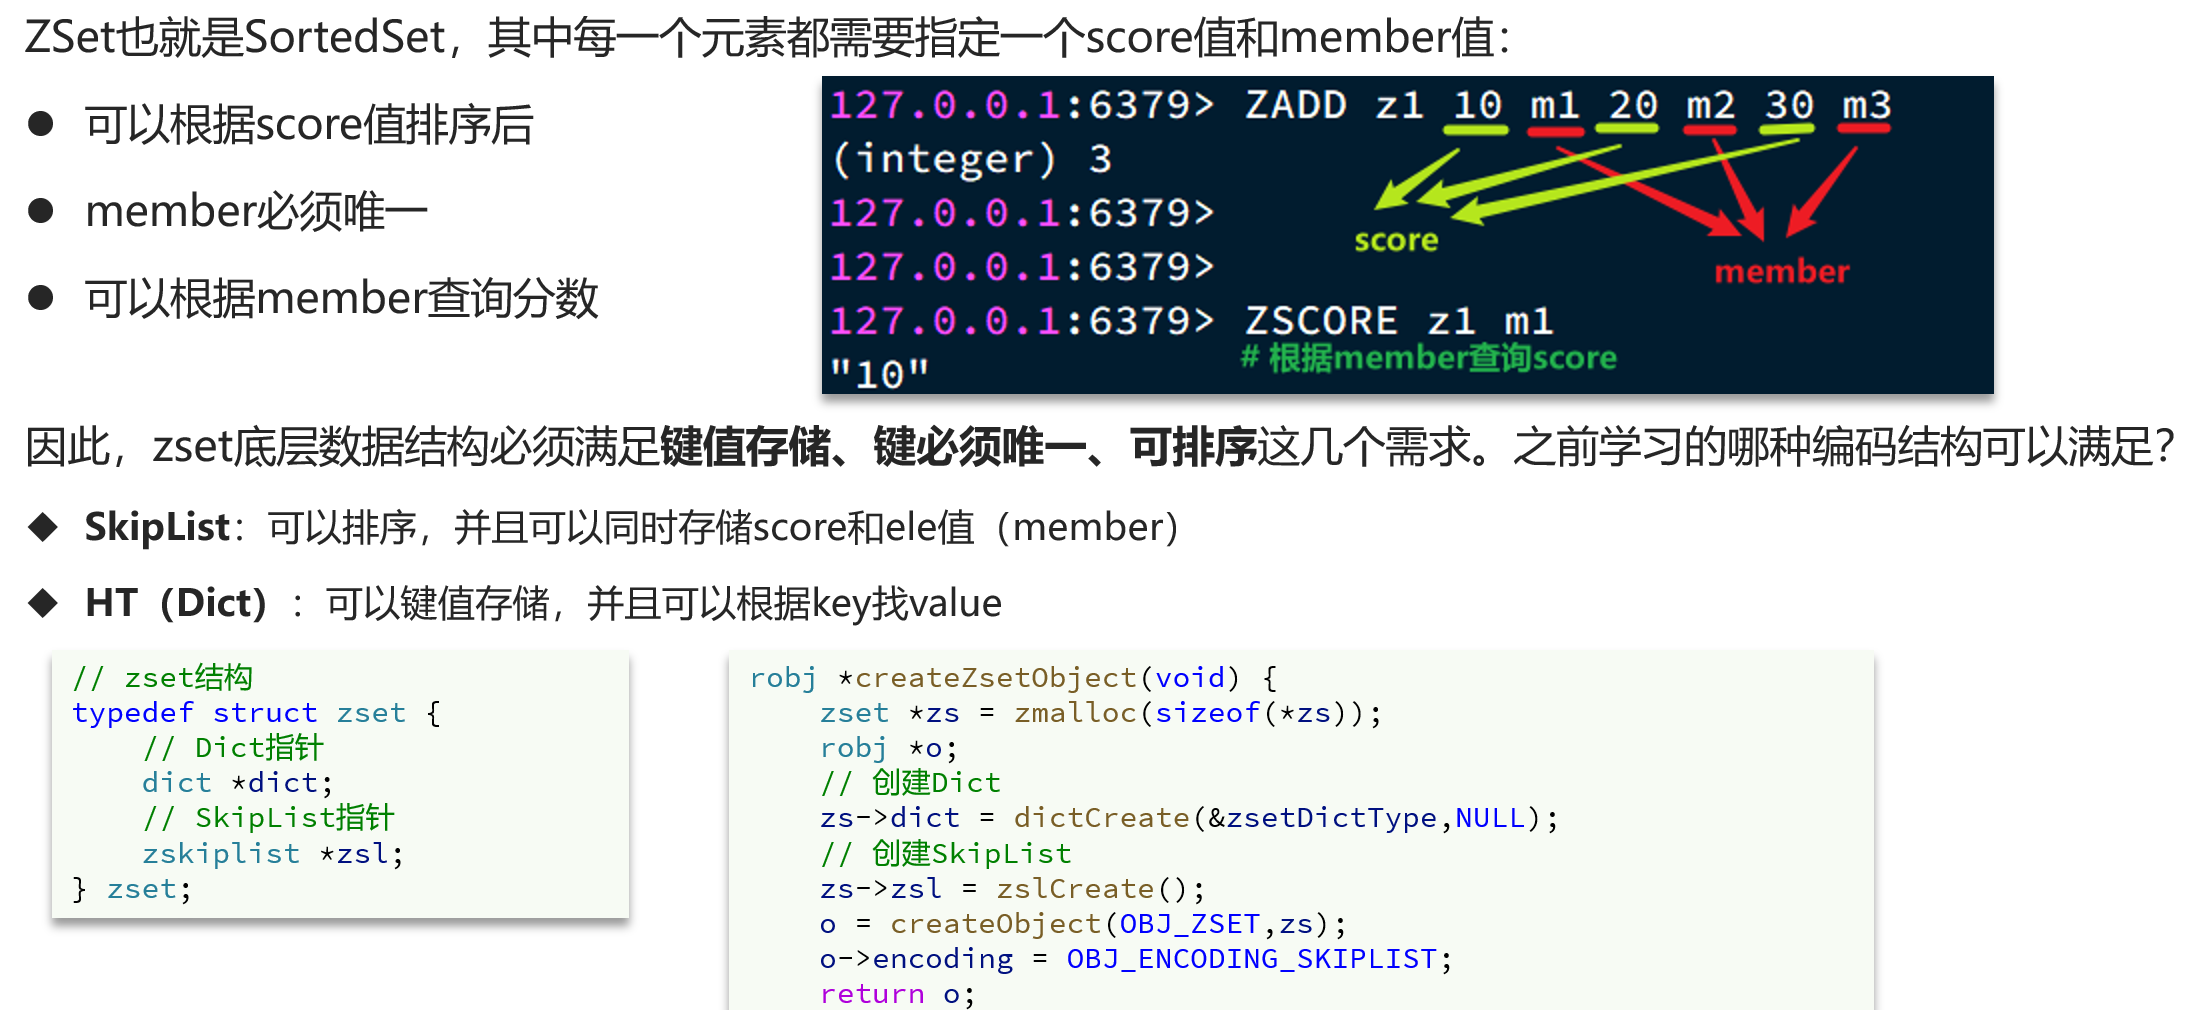 ZSet也就是SortedSet，其中每一个元素都需要指定一个score值和member值：
● 可以根据score值排序后
● member必须唯一
● 可以根据member查询分数
127.0.0.1:6379> ZADD z1 10 m1 20 m2 30 m3
(integer) 3
127.0.0.1:6379>
score
127.0.0.1:6379>
member
127.0.0.1:6379> ZSCORE z1 m1
# 根据member查询score
"10"
因此，zset底层数据结构必须满足键值存储、键必须唯一、可排序这几个需求。之前学习的哪种编码结构可以满足？
◆ SkipList：可以排序，并且可以同时存储score和ele值（member）
◆ HT（Dict）：可以键值存储，并且可以根据key找value
// zset结构
typedef struct zset {
// Dict指针
dict *dict;
// SkipList指针
zskiplist *zsl;
} zset;
robj *createZsetObject(void) {
zset *zs = zmalloc(sizeof(*zs));
robj *o;
// 创建Dict
zs->dict = dictCreate(&zsetDictType,NULL);
// 创建SkipList
zs->zsl = zslCreate();
o = createObject(OBJ_ZSET,zs);
o->encoding = OBJ_ENCODING_SKIPLIST;
return o;